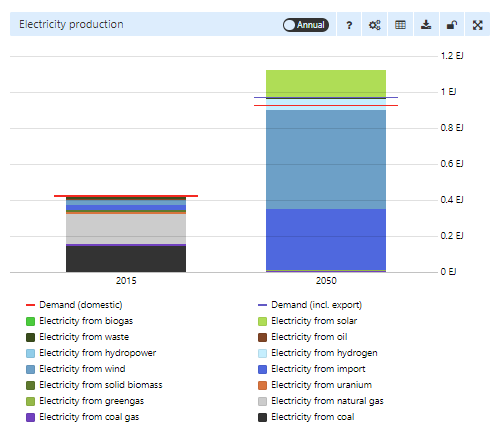 Electricity production
Annual
?
1.2 EJ
1 EJ
0.8 EJ
0.6 EJ
0.4 EJ
0.2 EJ
0 EJ
2015 2050
Demand (domestic) Demand (incl. export)
Electricity from biogas Electricity from solar
Electricity from waste Electricity from oil
Electricity from hydropower Electricity from hydrogen
Electricity from wind Electricity from import
Electricity from solid biomass Electricity from uranium
Electricity from greengas Electricity from natural gas
Electricity from coal gas Electricity from coal